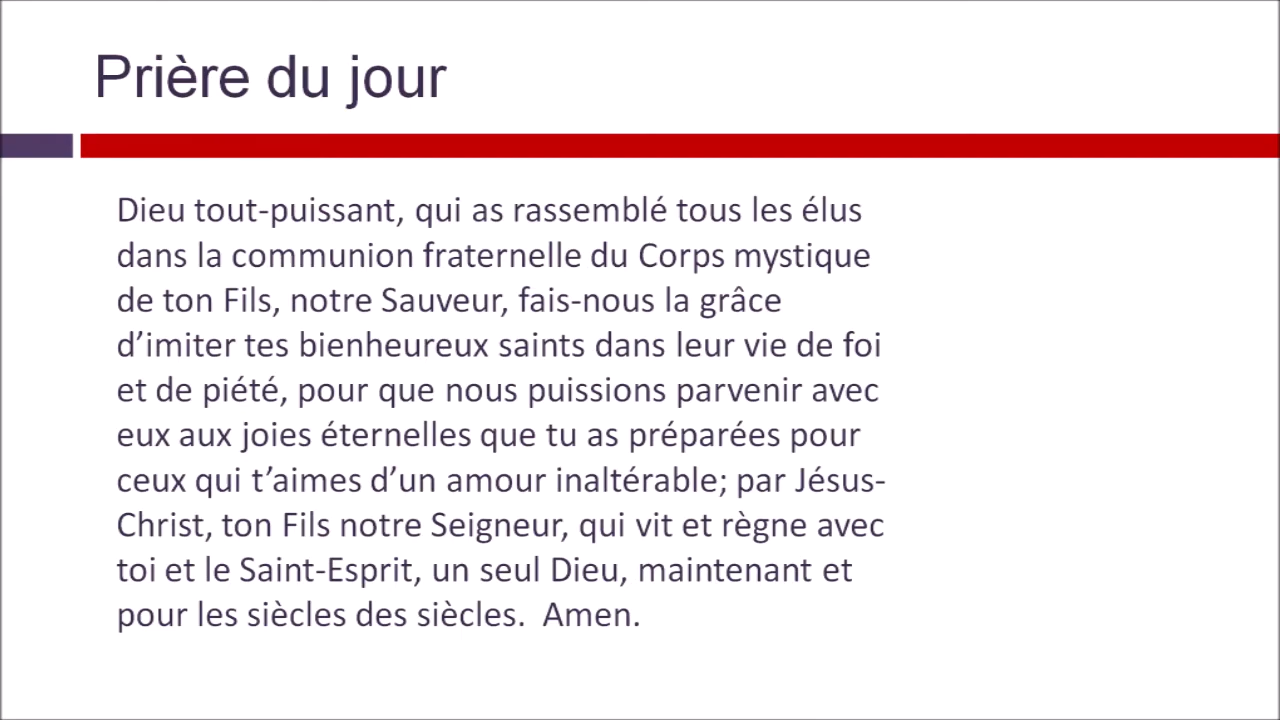 Prière du jour
Dieu tout-puissant, qui as rassemblé tous les élus
dans la communion fraternelle du Corps mystique
de ton Fils, notre Sauveur, fais-nous la grâce
d’imiter tes bienheureux saints dans leur vie de foi
et de piété, pour que nous puissions parvenir avec
eux aux joies éternelles que tu as préparées pour
ceux qui t’aimes d’un amour inaltérable; par Jésus-
Christ, ton Fils notre Seigneur, qui vit et règne avec
toi et le Saint-Esprit, un seul Dieu, maintenant et
pour les siècles des siècles.  Amen.